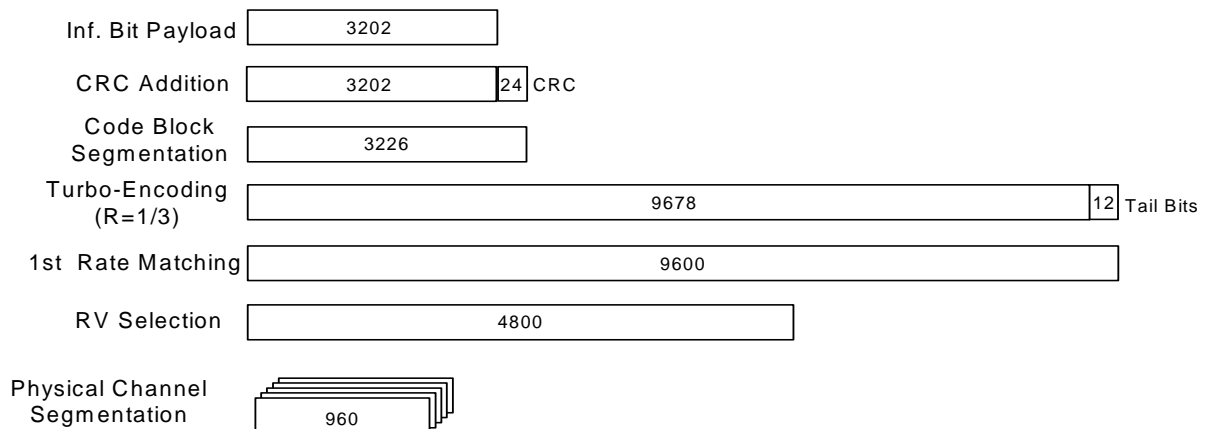 Inf. Bit Payload 3202
CRC Addition 3202 24 CRC
Code Block
Segmentation 3226
Turbo-Encoding
(R=1/3) 9678 12 Tail Bits
1st Rate Matching 9600
RV Selection 4800
Physical Channel
Segmentation 960